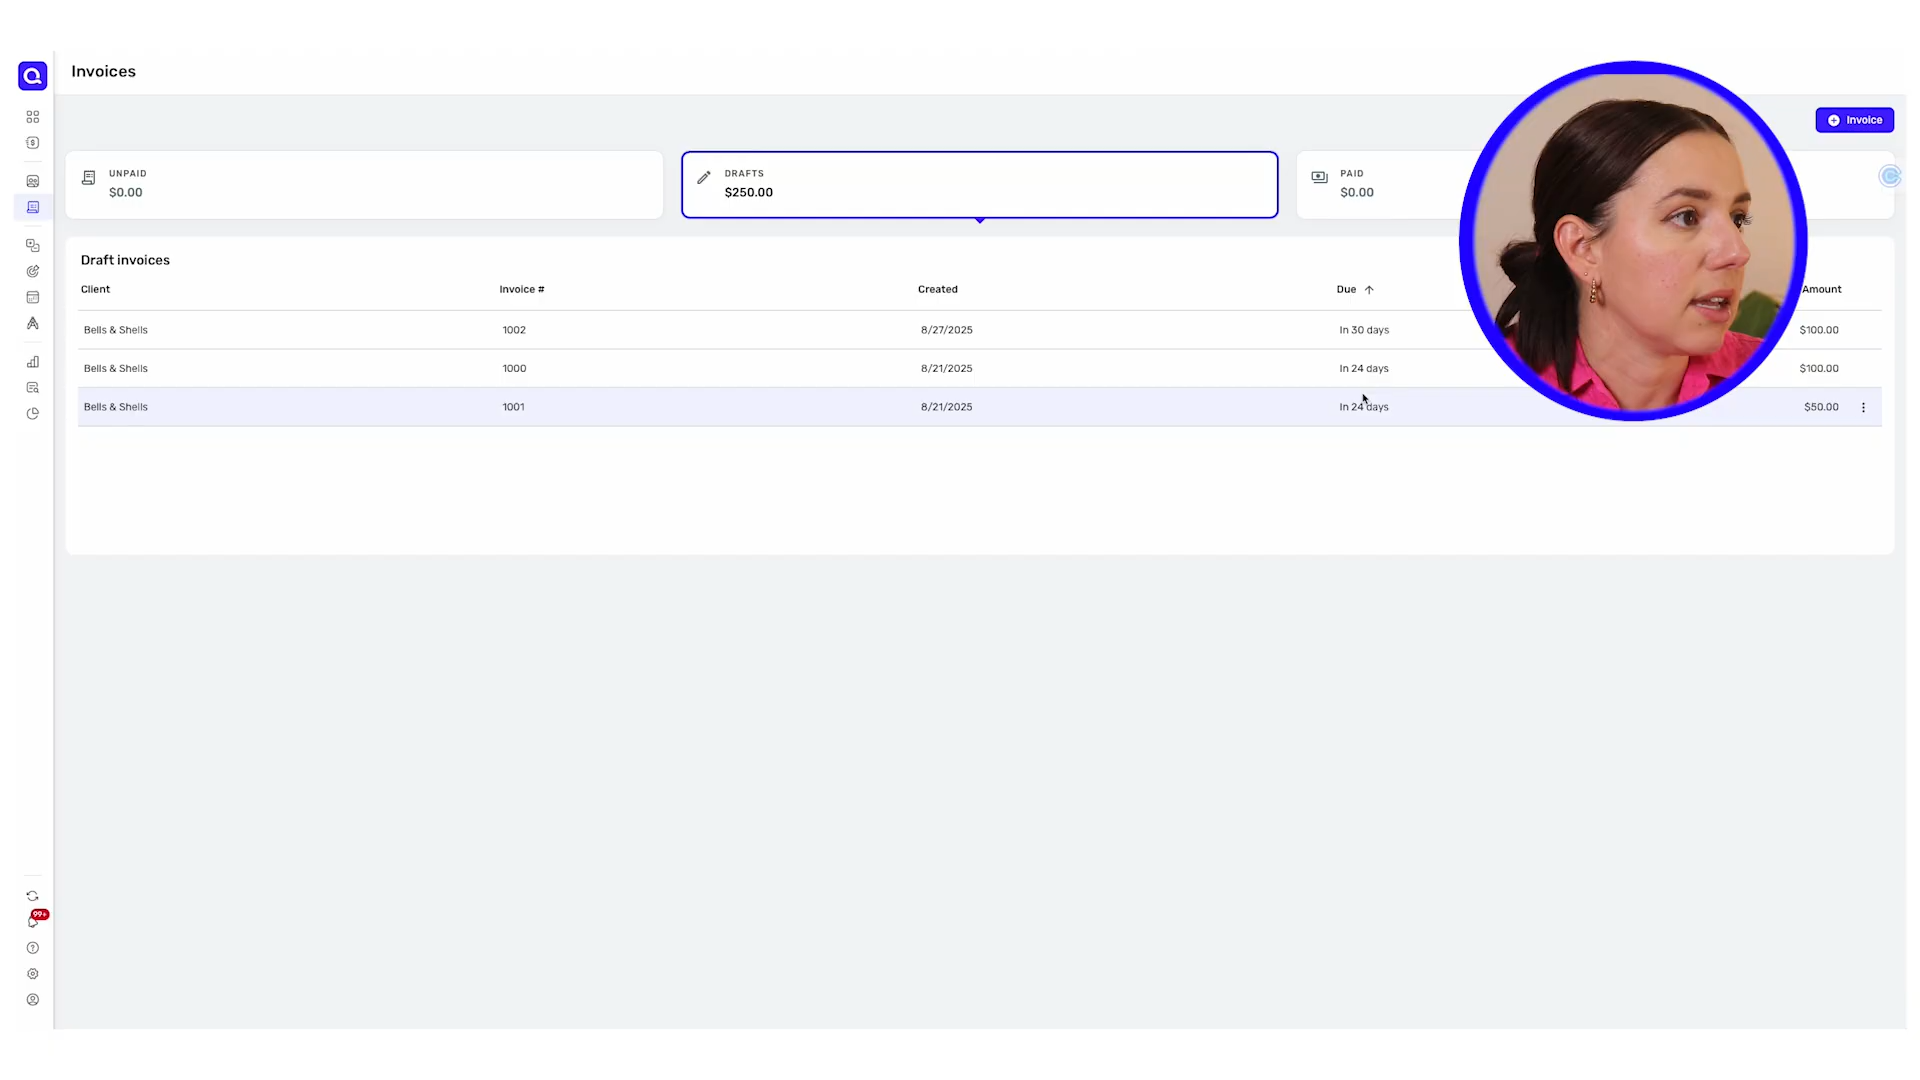 Invoices
Invoice
UNPAID
$0.00
DRAFTS
$250.00
PAID
$0.00
Draft invoices
Client Invoice # Created Due Amount
Bells & Shells 1002 8/27/2025 In 30 days $100.00
Bells & Shells 1000 8/21/2025 In 24 days $100.00
Bells & Shells 1001 8/21/2025 In 24 days $50.00
99+